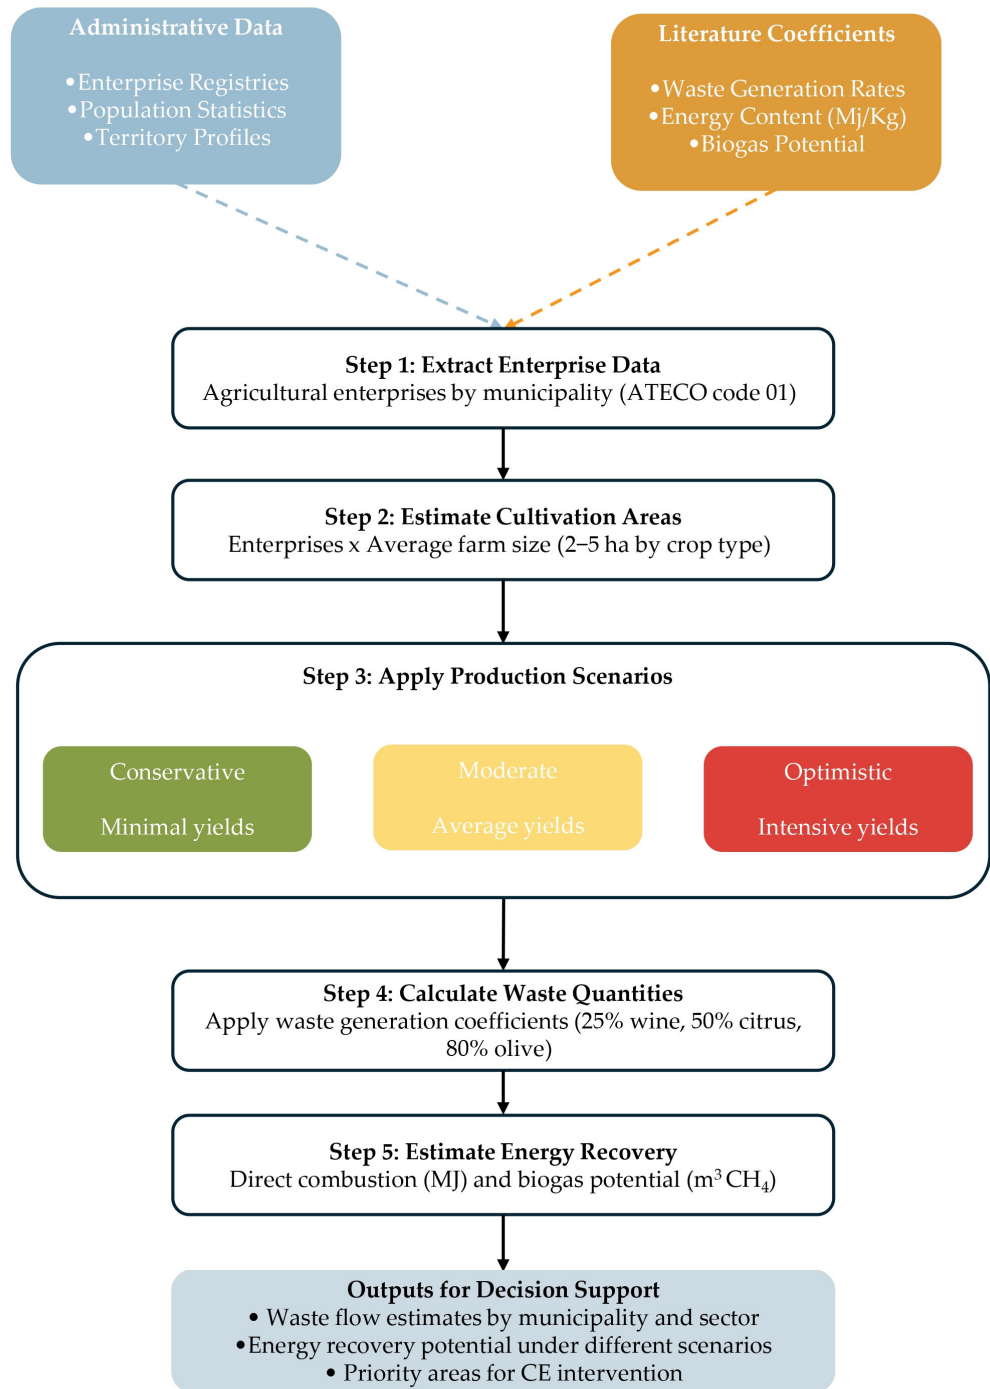 Administrative Data
•Enterprise Registries
•Population Statistics
•Territory Profiles
Literature Coefficients
•Waste Generation Rates
•Energy Content (Mj/Kg)
•Biogas Potential
Step 1: Extract Enterprise Data
Agricultural enterprises by municipality (ATECO code 01)
Step 2: Estimate Cultivation Areas
Enterprises x Average farm size (2−5 ha by crop type)
Step 3: Apply Production Scenarios
Conservative
Minimal yields
Moderate
Average yields
Optimistic
Intensive yields
Step 4: Calculate Waste Quantities
Apply waste generation coefficients (25% wine, 50% citrus,
80% olive)
Step 5: Estimate Energy Recovery
Direct combustion (MJ) and biogas potential (m³ CH₄)
Outputs for Decision Support
• Waste flow estimates by municipality and sector
•Energy recovery potential under different scenarios
• Priority areas for CE intervention